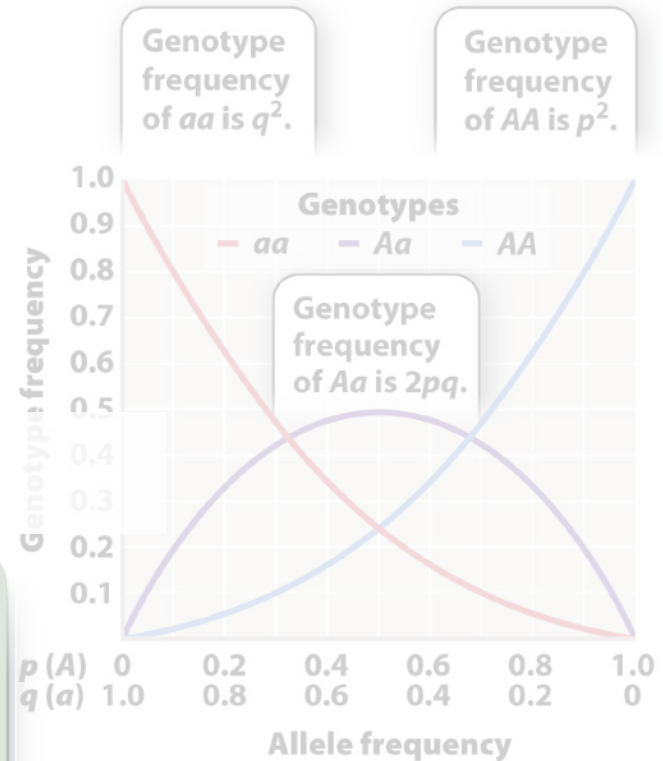 Genotype
frequency
of aa is q².
Genotype
frequency
of AA is p².
Genotypes
aa Aa AA
Genotype
frequency
of Aa is 2pq.
Genotype frequency
1.0
0.9
0.8
0.7
0.6
0.5
0.4
0.3
0.2
0.1
p (A) 0 0.2 0.4 0.6 0.8 1.0
q (a) 1.0 0.8 0.6 0.4 0.2 0
Allele frequency